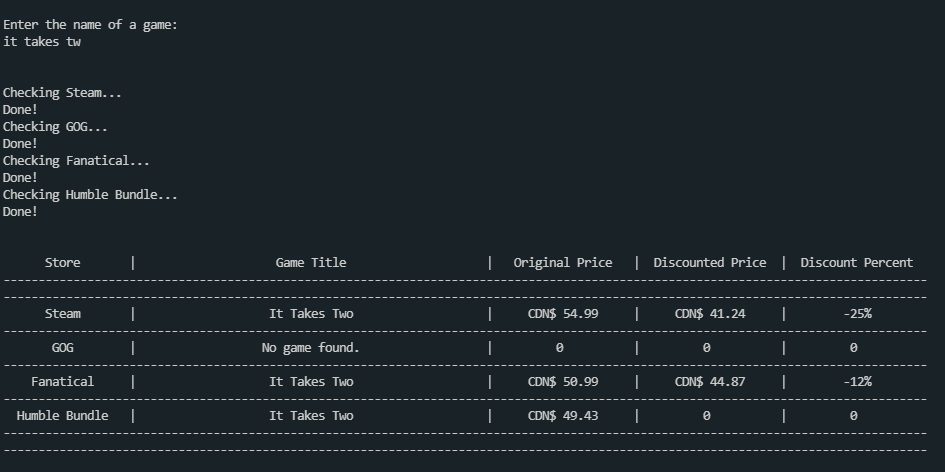 Enter the name of a game:
it takes tw
Checking Steam...
Done!
Checking GOG...
Done!
Checking Fanatical...
Done!
Checking Humble Bundle...
Done!
Store | Game Title | Original Price | Discounted Price | Discount Percent
------------------------------------------------------------------------------------------------------------------------------------
------------------------------------------------------------------------------------------------------------------------------------
Steam | It Takes Two | CDN$ 54.99 | CDN$ 41.24 | -25%
------------------------------------------------------------------------------------------------------------------------------------
GOG | No game found. | 0 | 0 | 0
------------------------------------------------------------------------------------------------------------------------------------
Fanatical | It Takes Two | CDN$ 50.99 | CDN$ 44.87 | -12%
------------------------------------------------------------------------------------------------------------------------------------
Humble Bundle | It Takes Two | CDN$ 49.43 | 0 | 0
------------------------------------------------------------------------------------------------------------------------------------
------------------------------------------------------------------------------------------------------------------------------------